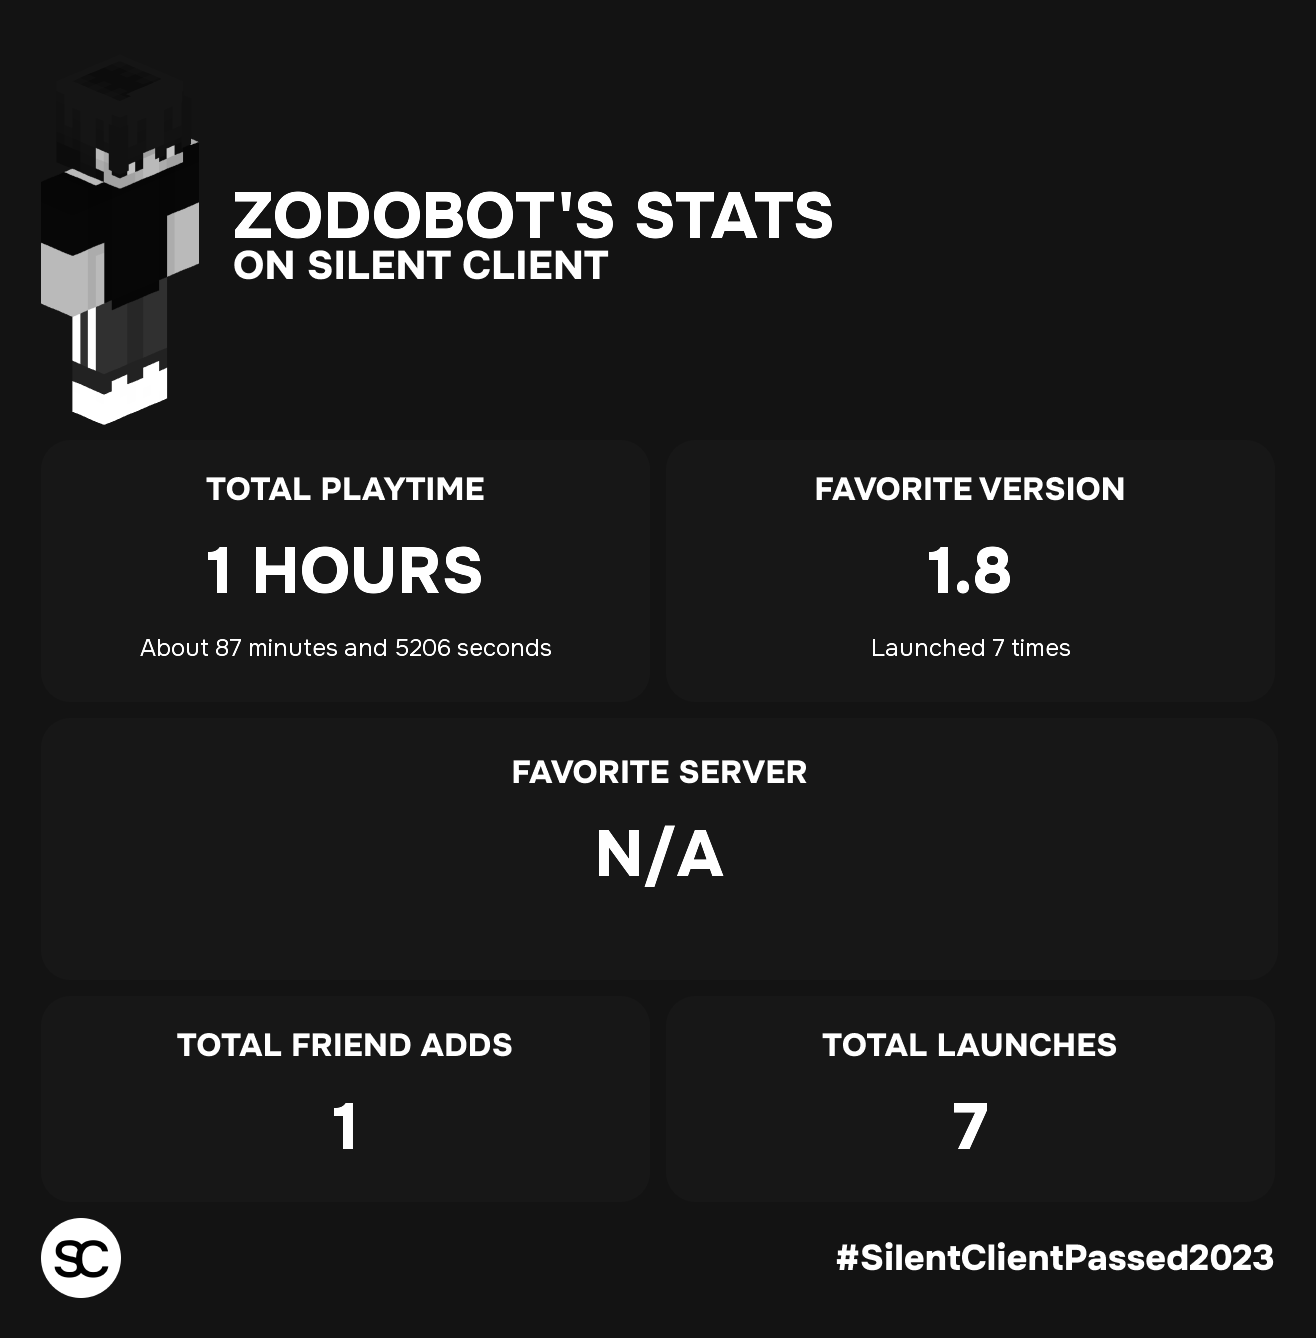 ZODOBOT'S STATS
ON SILENT CLIENT
TOTAL PLAYTIME
1 HOURS
About 87 minutes and 5206 seconds
FAVORITE VERSION
1.8
Launched 7 times
FAVORITE SERVER
N/A
TOTAL FRIEND ADDS
1
TOTAL LAUNCHES
7
SC
#SilentClientPassed2023